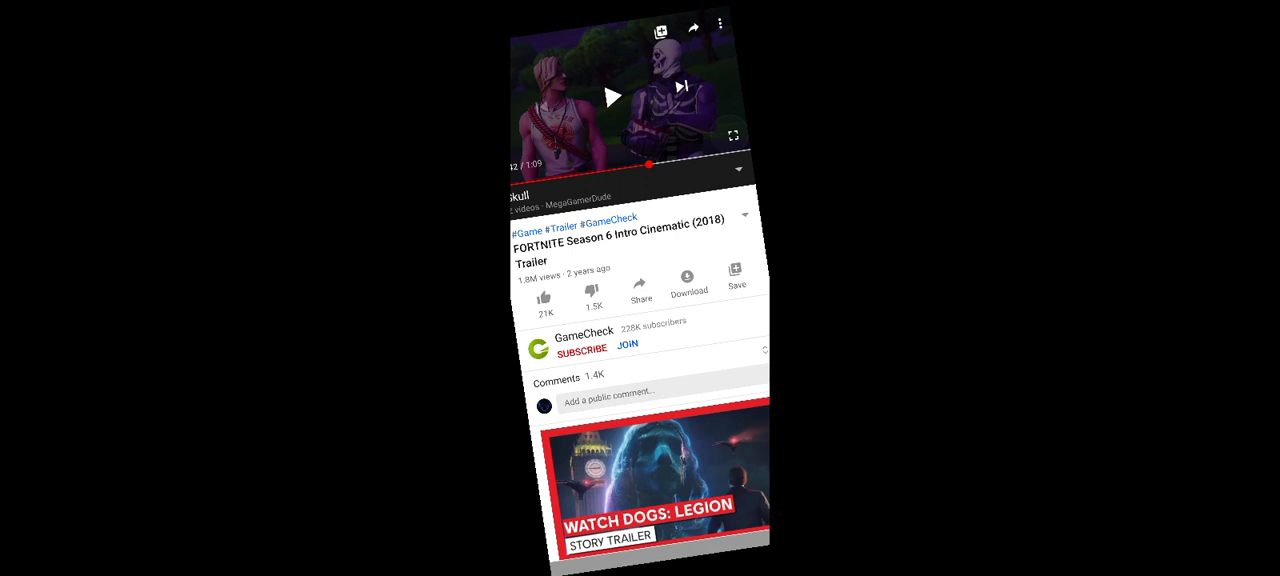 42 / 1:09
Skull
videos · MegaGamerDude
#Game #Trailer #GameCheck
FORTNITE Season 6 Intro Cinematic (2018)
Trailer
1.8M views · 2 years ago
21K
1.5K
Share
Download
Save
GameCheck 228K subscribers
SUBSCRIBE JOIN
Comments 1.4K
Add a public comment...
WATCH DOGS: LEGION
STORY TRAILER